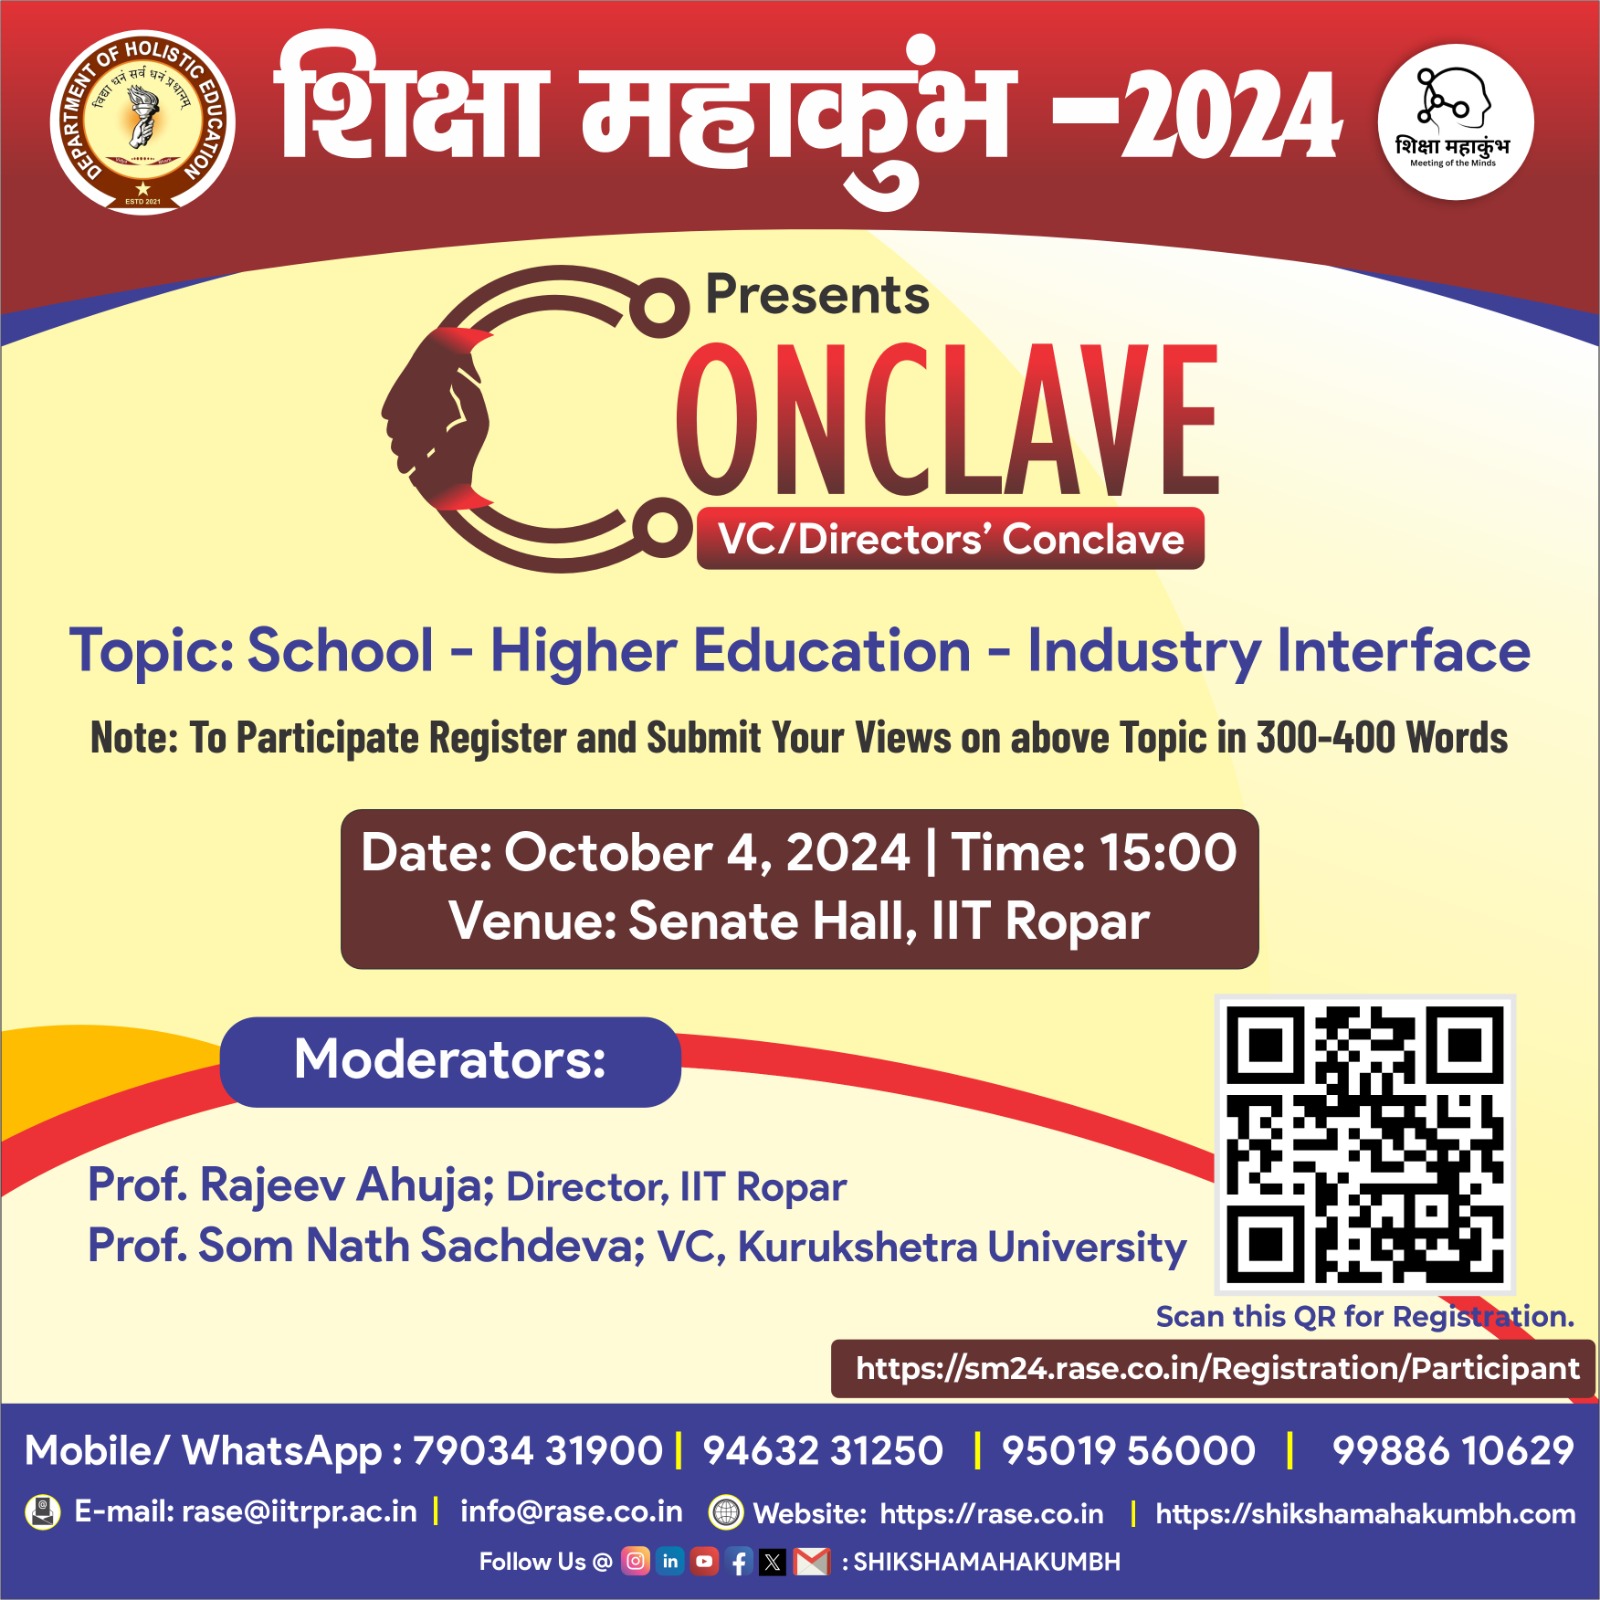 DEPARTMENT OF HOLISTIC EDUCATION
विद्या धनं सर्व धनं प्रधानम्
ESTD 2021
शिक्षा महाकुंभ -2024
शिक्षा महाकुंभ
Meeting of the Minds
Presents
CONCLAVE
VC/Directors' Conclave
Topic: School - Higher Education - Industry Interface
Note: To Participate Register and Submit Your Views on above Topic in 300-400 Words
Date: October 4, 2024 | Time: 15:00
Venue: Senate Hall, IIT Ropar
Moderators:
Prof. Rajeev Ahuja; Director, IIT Ropar
Prof. Som Nath Sachdeva; VC, Kurukshetra University
Scan this QR for Registration.
https://sm24.rase.co.in/Registration/Participant
Mobile/ WhatsApp : 79034 31900 | 94632 31250 | 95019 56000 | 99886 10629
E-mail: rase@iitrpr.ac.in | info@rase.co.in Website: https://rase.co.in | https://shikshamahakumbh.com
Follow Us @ : SHIKSHAMAHAKUMBH